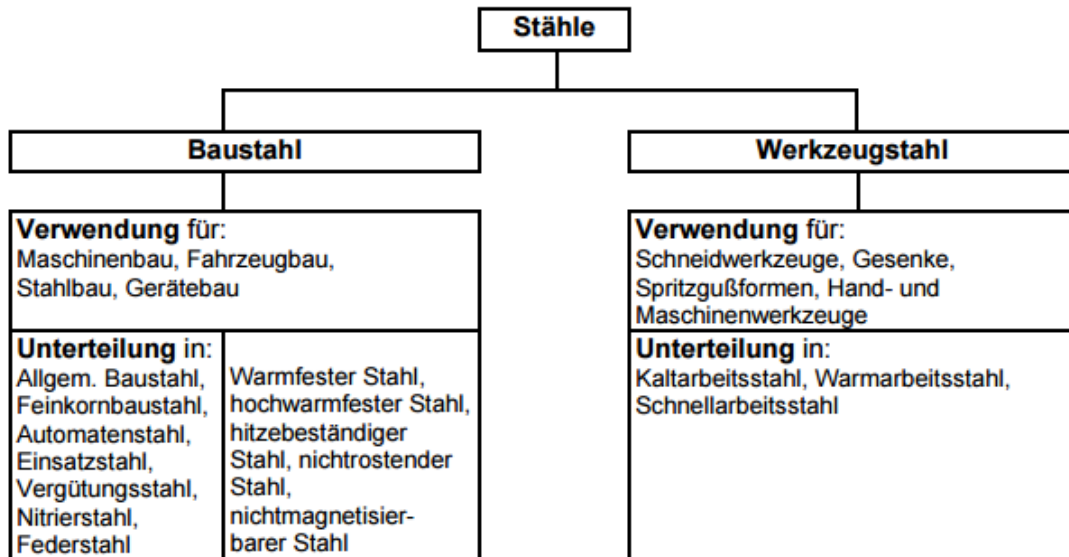 Stähle
Baustahl
Verwendung für:
Maschinenbau, Fahrzeugbau,
Stahlbau, Gerätebau
Unterteilung in:
Allgem. Baustahl,
Feinkornbaustahl,
Automatenstahl,
Einsatzstahl,
Vergütungsstahl,
Nitrierstahl,
Federstahl
Warmfester Stahl,
hochwarmfester Stahl,
hitzebeständiger
Stahl, nichtrostender
Stahl,
nichtmagnetisier-
barer Stahl
Werkzeugstahl
Verwendung für:
Schneidwerkzeuge, Gesenke,
Spritzgußformen, Hand- und
Maschinenwerkzeuge
Unterteilung in:
Kaltarbeitsstahl, Warmarbeitsstahl,
Schnellarbeitsstahl